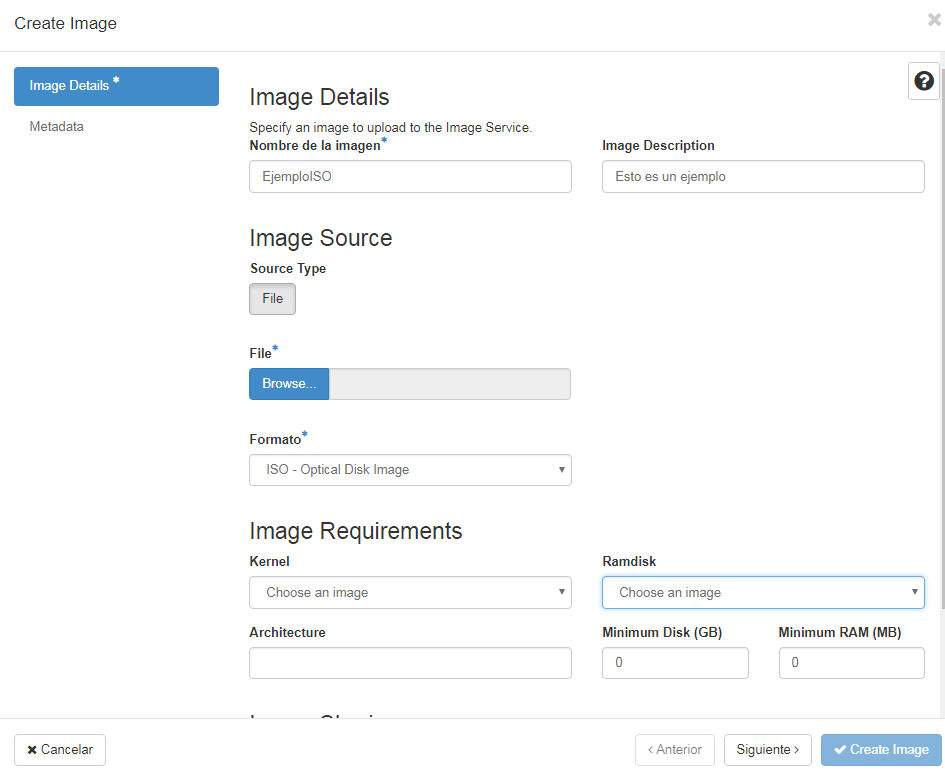 Create Image
Image Details *
Metadata
Image Details
Specify an image to upload to the Image Service.
Nombre de la imagen* Image Description
EjemploISO Esto es un ejemplo
Image Source
Source Type
File
File*
Browse...
Formato*
ISO - Optical Disk Image
Image Requirements
Kernel Ramdisk
Choose an image Choose an image
Architecture Minimum Disk (GB) Minimum RAM (MB)
0 0
Cancelar Anterior Siguiente Create Image